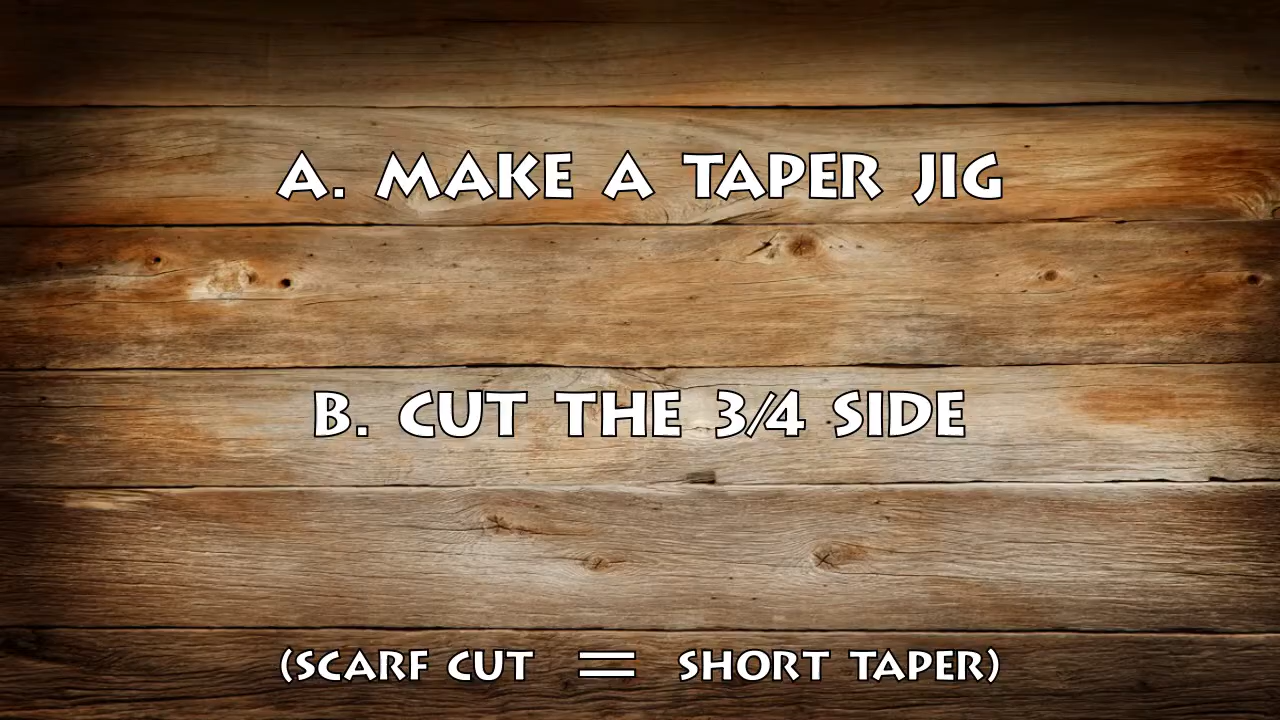 A. MAKE A TAPER JIG
B. CUT THE 3/4 SIDE
(SCARF CUT = SHORT TAPER)